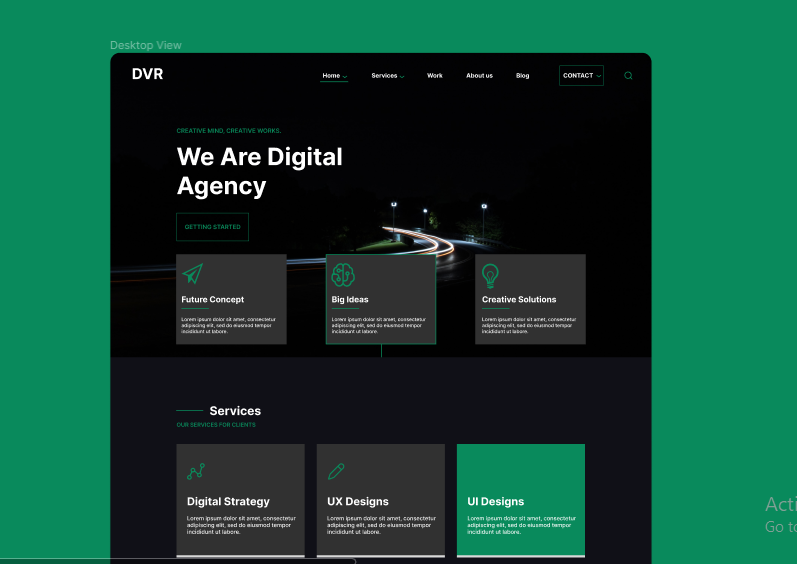 Desktop View
DVR
Home
Services
Work
About us
Blog
CONTACT
CREATIVE MIND, CREATIVE WORKS.
We Are Digital
Agency
GETTING STARTED
Future Concept
Lorem ipsum dolor sit amet, consectetur
adipiscing elit, sed do eiusmod tempor
incididunt ut labore.
Big Ideas
Lorem ipsum dolor sit amet, consectetur
adipiscing elit, sed do eiusmod tempor
incididunt ut labore.
Creative Solutions
Lorem ipsum dolor sit amet, consectetur
adipiscing elit, sed do eiusmod tempor
incididunt ut labore.
Services
OUR SERVICES FOR CLIENTS
Digital Strategy
Lorem ipsum dolor sit amet, consectetur
adipiscing elit, sed do eiusmod tempor
incididunt ut labore.
UX Designs
Lorem ipsum dolor sit amet, consectetur
adipiscing elit, sed do eiusmod tempor
incididunt ut labore.
UI Designs
Lorem ipsum dolor sit amet, consectetur
adipiscing elit, sed do eiusmod tempor
incididunt ut labore.
Acti
Go to